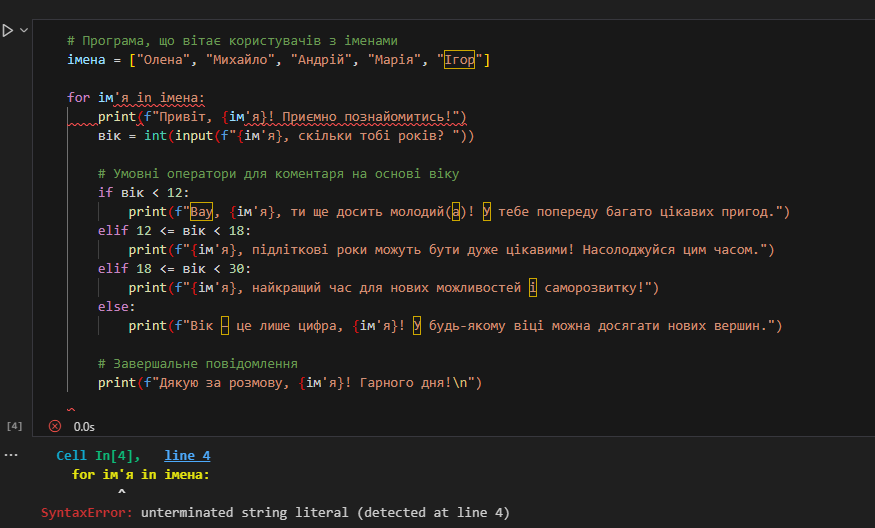 # Програма, що вітає користувачів з іменами
імена = ["Олена", "Михайло", "Андрій", "Марія", "Ігор"]
for ім'я in імена:
print(f"Привіт, {ім'я}! Приємно познайомитись!")
вік = int(input(f"{ім'я}, скільки тобі років? "))
# Умовні оператори для коментаря на основі віку
if вік < 12:
print(f"Вау, {ім'я}, ти ще досить молодий(а)! У тебе попереду багато цікавих пригод.")
elif 12 <= вік < 18:
print(f"{ім'я}, підліткові роки можуть бути дуже цікавими! Насолоджуйся цим часом.")
elif 18 <= вік < 30:
print(f"{ім'я}, найкращий час для нових можливостей і саморозвитку!")
else:
print(f"Вік – це лише цифра, {ім'я}! У будь-якому віці можна досягати нових вершин.")
# Завершальне повідомлення
print(f"Дякую за розмову, {ім'я}! Гарного дня!\n")
[4] 0.0s
... Cell In[4], line 4
for ім'я in імена:
^
SyntaxError: unterminated string literal (detected at line 4)